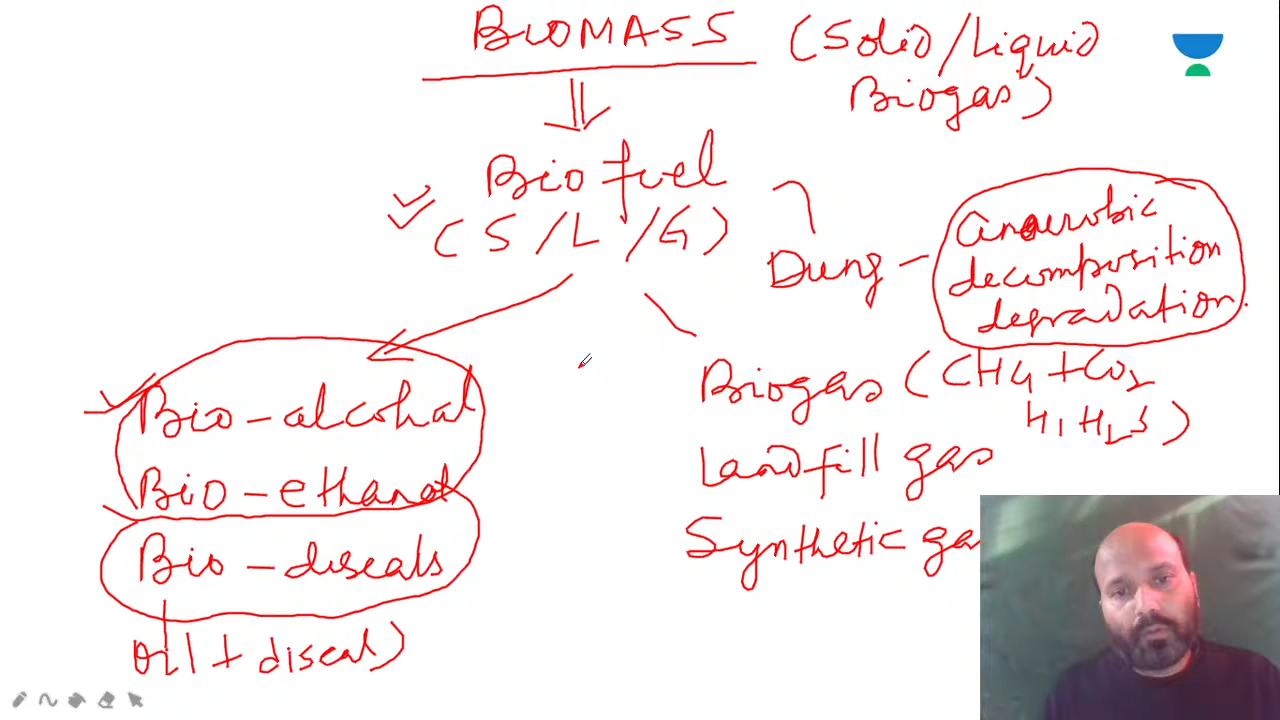 BIOMASS (Solid/Liquid
Biogas)
Bio fuel
(S/L/G)
Dung - anaerobic
decomposition
degradation.
Bio-alcohal
Bio-ethanol
Bio-diseals
oil + diseal)
Biogas (CH4+CO2
H, H2S)
Landfill gas
Synthetic gas